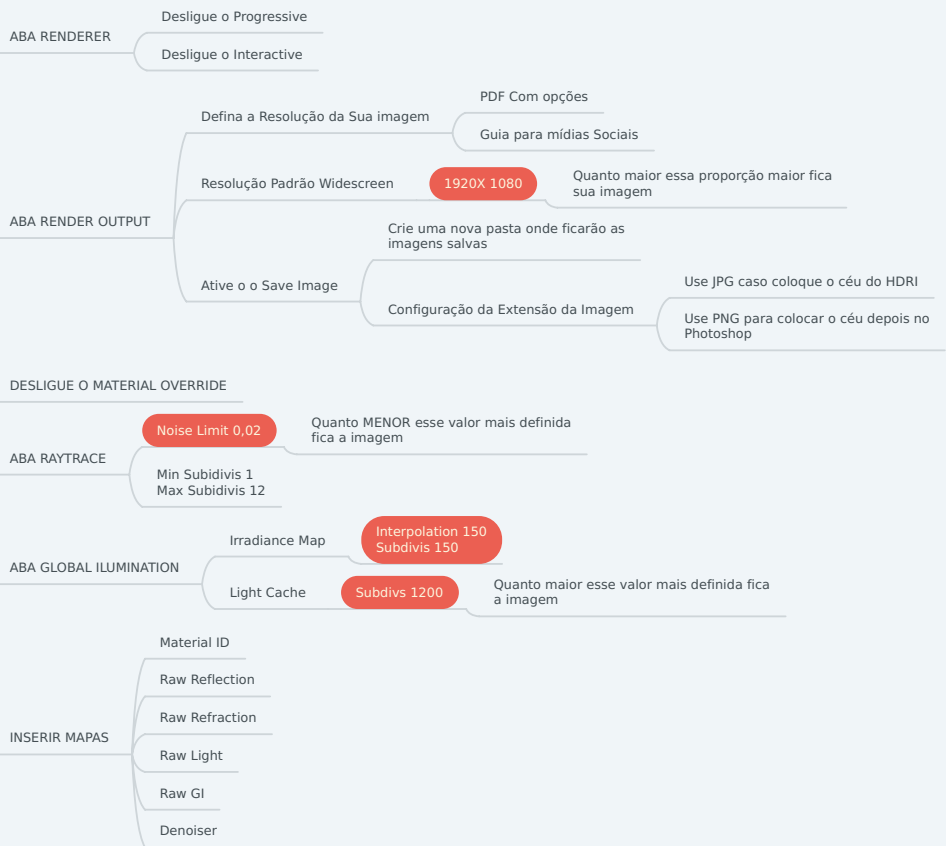 ABA RENDERER
Desligue o Progressive
Desligue o Interactive
ABA RENDER OUTPUT
Defina a Resolução da Sua imagem
PDF Com opções
Guia para mídias Sociais
Resolução Padrão Widescreen
1920X 1080
Quanto maior essa proporção maior fica
sua imagem
Ative o o Save Image
Crie uma nova pasta onde ficarão as
imagens salvas
Configuração da Extensão da Imagem
Use JPG caso coloque o céu do HDRI
Use PNG para colocar o céu depois no
Photoshop
DESLIGUE O MATERIAL OVERRIDE
ABA RAYTRACE
Noise Limit 0,02
Quanto MENOR esse valor mais definida
fica a imagem
Min Subidivis 1
Max Subidivis 12
ABA GLOBAL ILUMINATION
Irradiance Map
Interpolation 150
Subdivis 150
Light Cache
Subdivs 1200
Quanto maior esse valor mais definida fica
a imagem
INSERIR MAPAS
Material ID
Raw Reflection
Raw Refraction
Raw Light
Raw GI
Denoiser